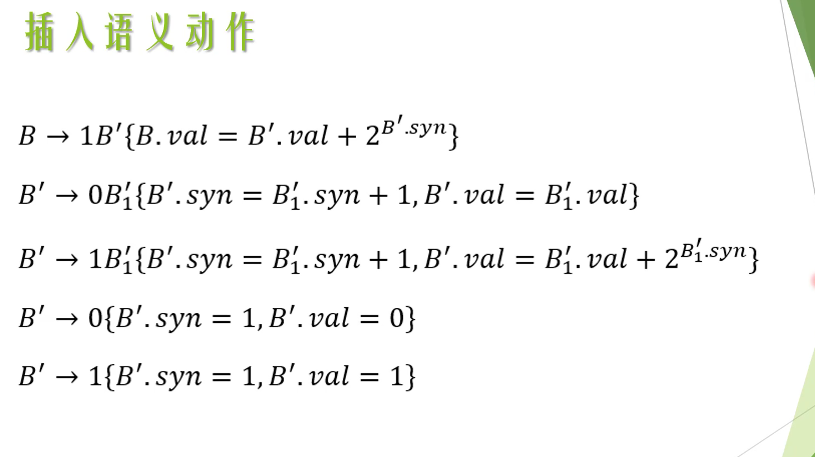 插入语义动作
B → 1B′{B.val = B′.val + 2^{B′.syn}}
B′ → 0B′₁{B′.syn = B′₁.syn + 1, B′.val = B′₁.val}
B′ → 1B′₁{B′.syn = B′₁.syn + 1, B′.val = B′₁.val + 2^{B′₁.syn}}
B′ → 0{B′.syn = 1, B′.val = 0}
B′ → 1{B′.syn = 1, B′.val = 1}